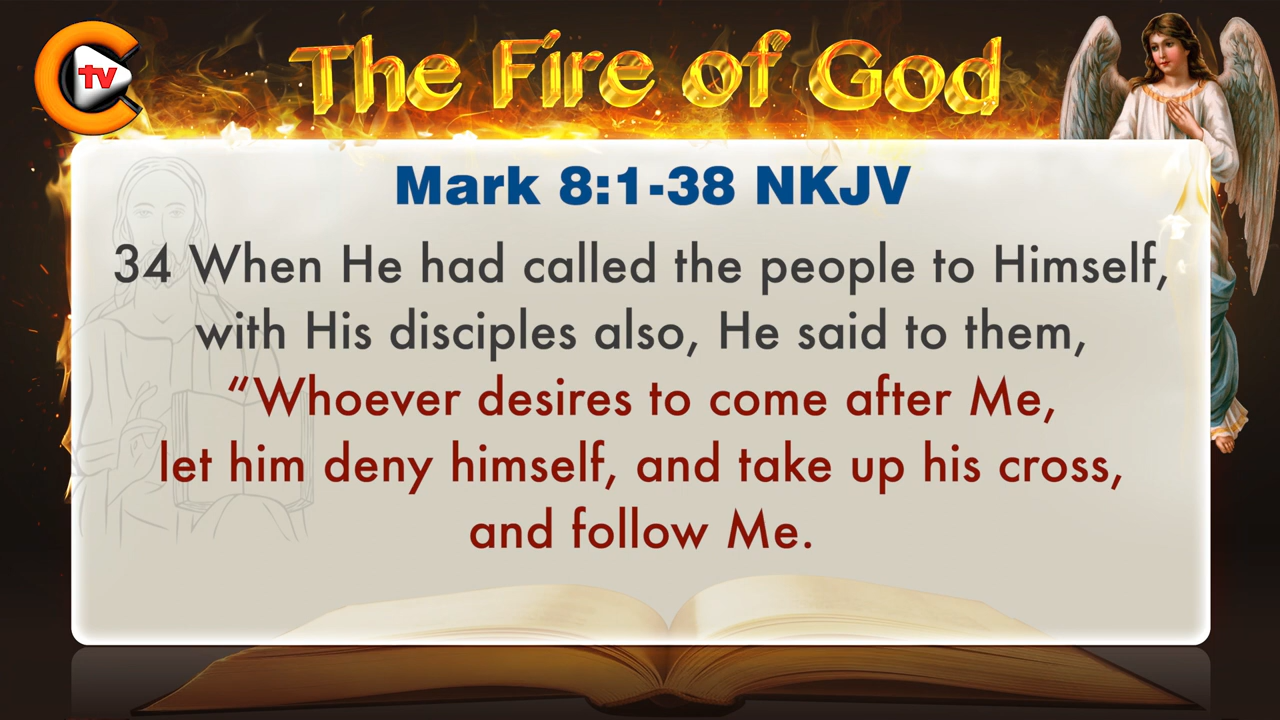 tv
The Fire of God
Mark 8:1-38 NKJV
34 When He had called the people to Himself,
with His disciples also, He said to them,
“Whoever desires to come after Me,
let him deny himself, and take up his cross,
and follow Me.